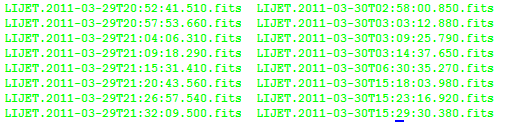 LIJET.2011-03-29T20:52:41.510.fits LIJET.2011-03-30T02:58:00.850.fits
LIJET.2011-03-29T20:57:53.660.fits LIJET.2011-03-30T03:03:12.880.fits
LIJET.2011-03-29T21:04:06.310.fits LIJET.2011-03-30T03:09:25.790.fits
LIJET.2011-03-29T21:09:18.290.fits LIJET.2011-03-30T03:14:37.650.fits
LIJET.2011-03-29T21:15:31.410.fits LIJET.2011-03-30T06:30:35.270.fits
LIJET.2011-03-29T21:20:43.560.fits LIJET.2011-03-30T15:18:03.980.fits
LIJET.2011-03-29T21:26:57.540.fits LIJET.2011-03-30T15:23:16.920.fits
LIJET.2011-03-29T21:32:09.500.fits LIJET.2011-03-30T15:29:30.380.fits